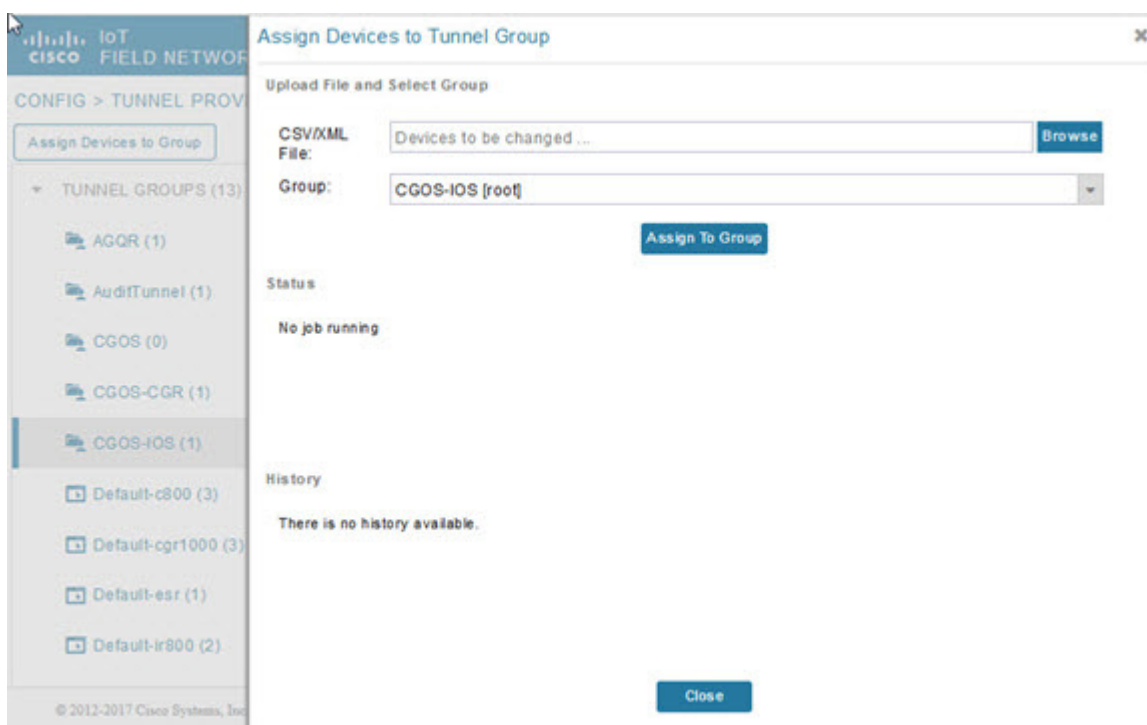 cisco IoT
FIELD NETWOR
CONFIG > TUNNEL PROV
Assign Devices to Group
TUNNEL GROUPS (13)
AGQR (1)
AuditTunnel (1)
CGOS (0)
CGOS-CGR (1)
CGOS-IOS (1)
Default-c800 (3)
Default-cgr1000 (3)
Default-esr (1)
Default-ir800 (2)
© 2012-2017 Cisco Systems, Inc
Assign Devices to Tunnel Group
Upload File and Select Group
CSV/XML
File:
Devices to be changed ...
Browse
Group:
CGOS-IOS [root]
Assign To Group
Status
No job running
History
There is no history available.
Close